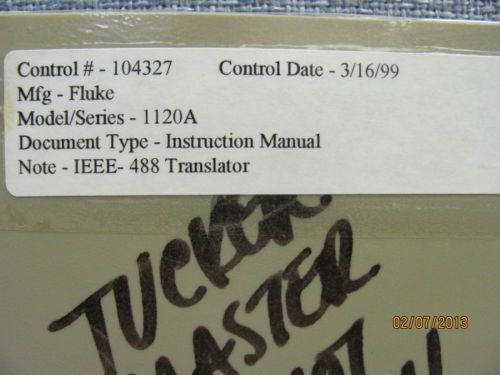 Control # - 104327 Control Date - 3/16/99
Mfg - Fluke
Model/Series - 1120A
Document Type - Instruction Manual
Note - IEEE- 488 Translator
TUCKER
MASTER
02/07/2013